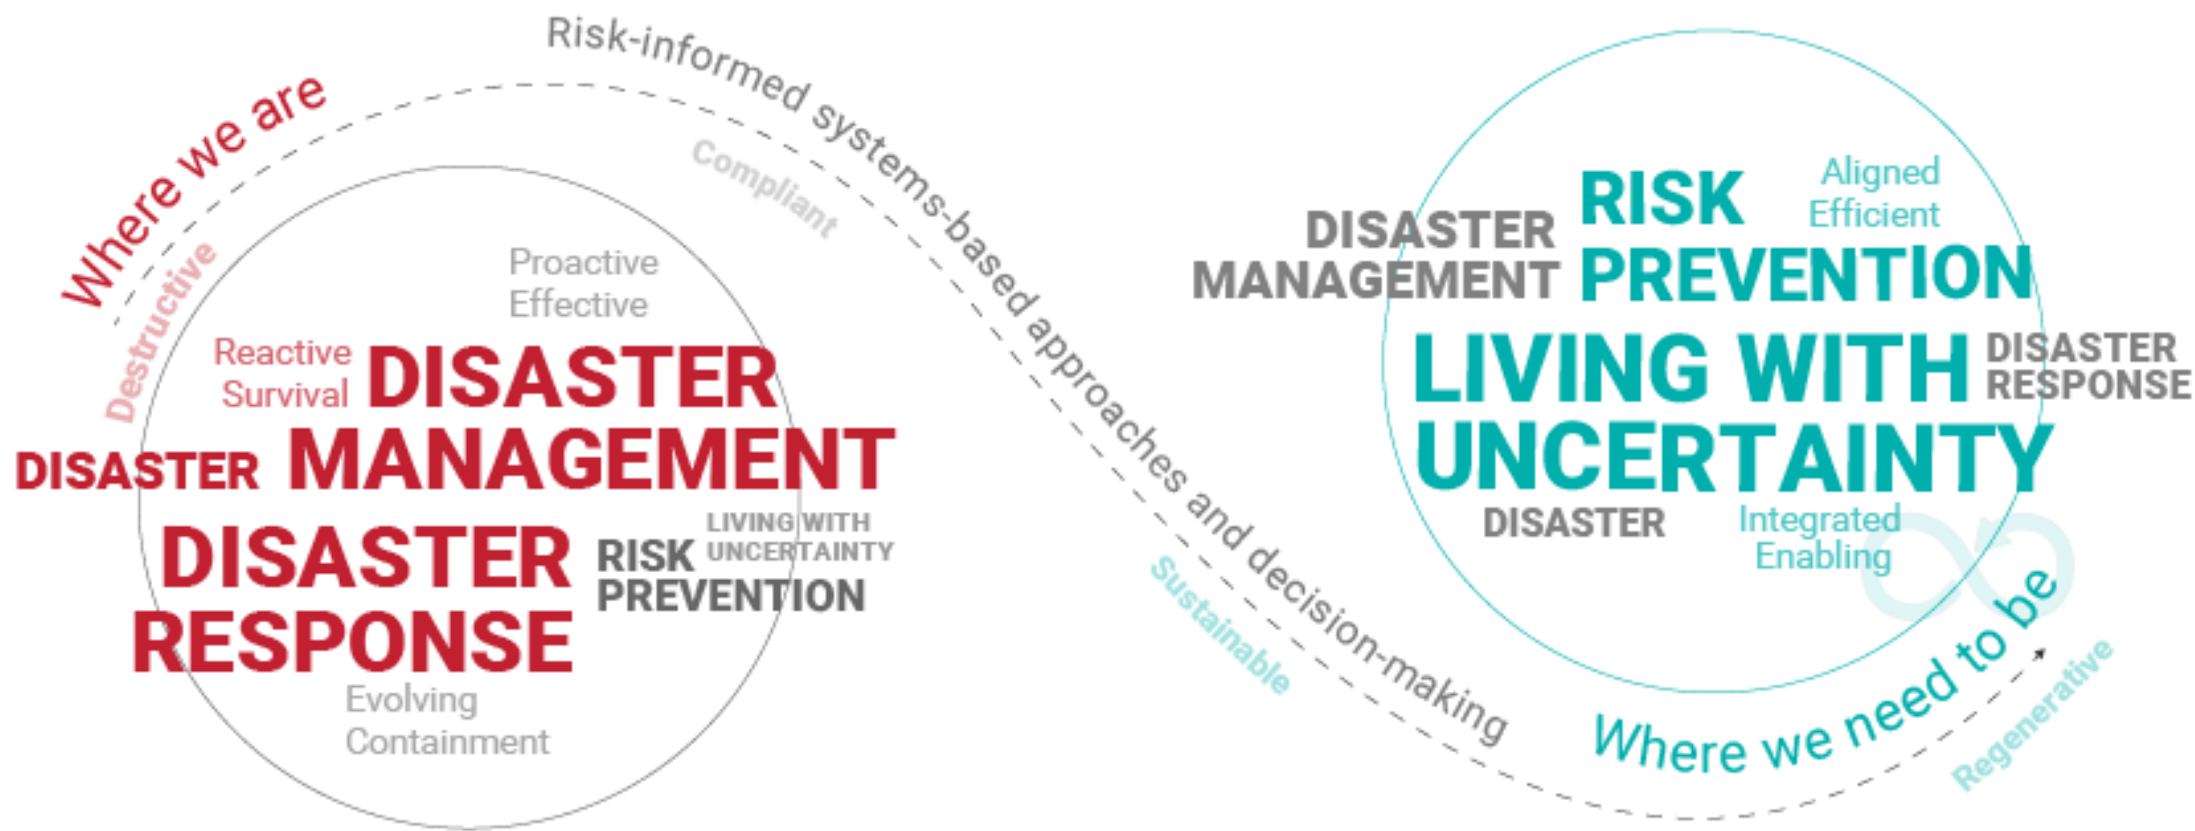 Where we are
Destructive
Proactive
Effective
Reactive
Survival
DISASTER
MANAGEMENT
DISASTER
DISASTER
RESPONSE
RISK
PREVENTION
LIVING WITH
UNCERTAINTY
Evolving
Containment
Risk-informed systems-based approaches and decision-making
Compliant
Sustainable
DISASTER
MANAGEMENT
RISK
PREVENTION
Aligned
Efficient
LIVING WITH
UNCERTAINTY
DISASTER
RESPONSE
DISASTER
Integrated
Enabling
Where we need to be
Regenerative